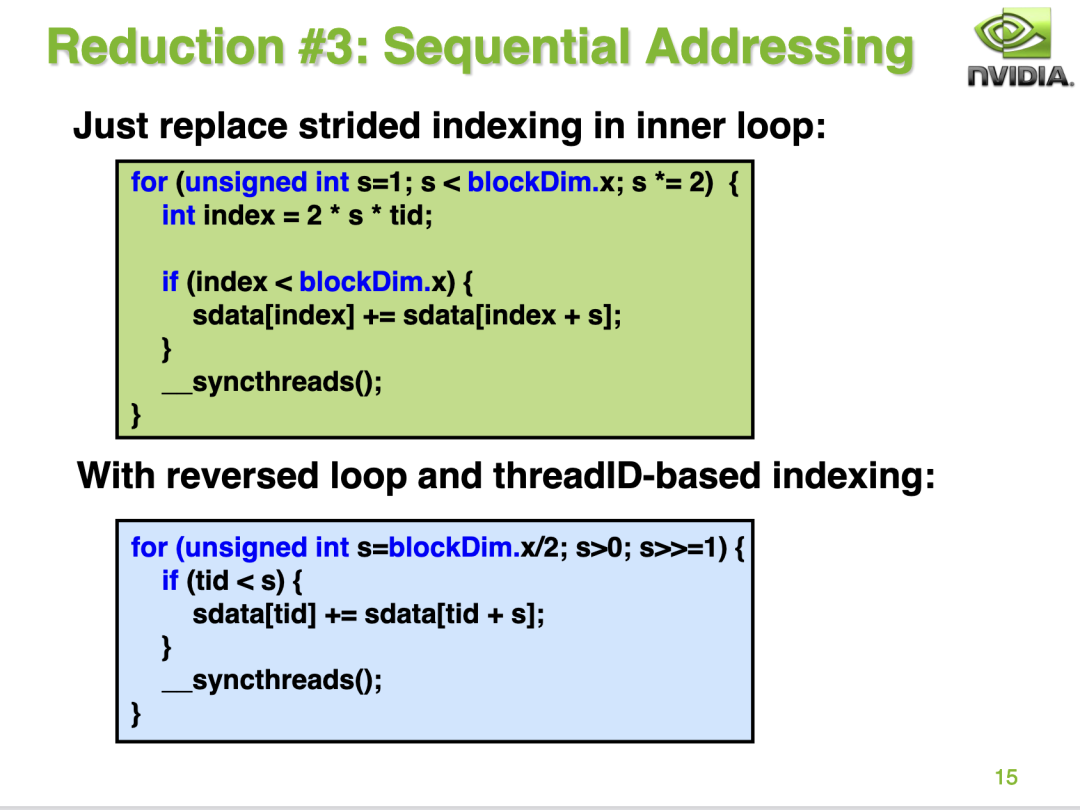 Reduction #3: Sequential Addressing
NVIDIA.
Just replace strided indexing in inner loop:
for (unsigned int s=1; s < blockDim.x; s *= 2)  {
int index = 2 * s * tid;
if (index < blockDim.x) {
sdata[index] += sdata[index + s];
}
__syncthreads();
}
With reversed loop and threadID-based indexing:
for (unsigned int s=blockDim.x/2; s>0; s>>=1) {
if (tid < s) {
sdata[tid] += sdata[tid + s];
}
__syncthreads();
}
15